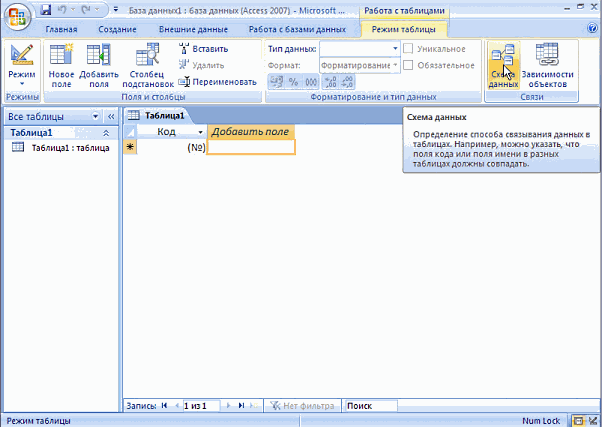 База данных1 : база данных (Access 2007) - Microsoft ...
Работа с таблицами
Главная Создание Внешние данные Работа с базами данных Режим таблицы
Режим
Новое поле
Добавить поля
Столбец подстановок
Вставить
Удалить
Переименовать
Тип данных:
Формат: Форматирование
% 000
Уникальное
Обязательное
Схема данных
Зависимости объектов
Режимы Поля и столбцы Форматирование и тип данных Связи
Все таблицы
Таблица1
Таблица1 : таблица
Таблица1
Код Добавить поле
(№)
Схема данных
Определение способа связывания данных в
таблицах. Например, можно указать, что
поля кода или поля имени в разных
таблицах должны совпадать.
Запись: 1 из 1 Нет фильтра Поиск
Режим таблицы Num Lock